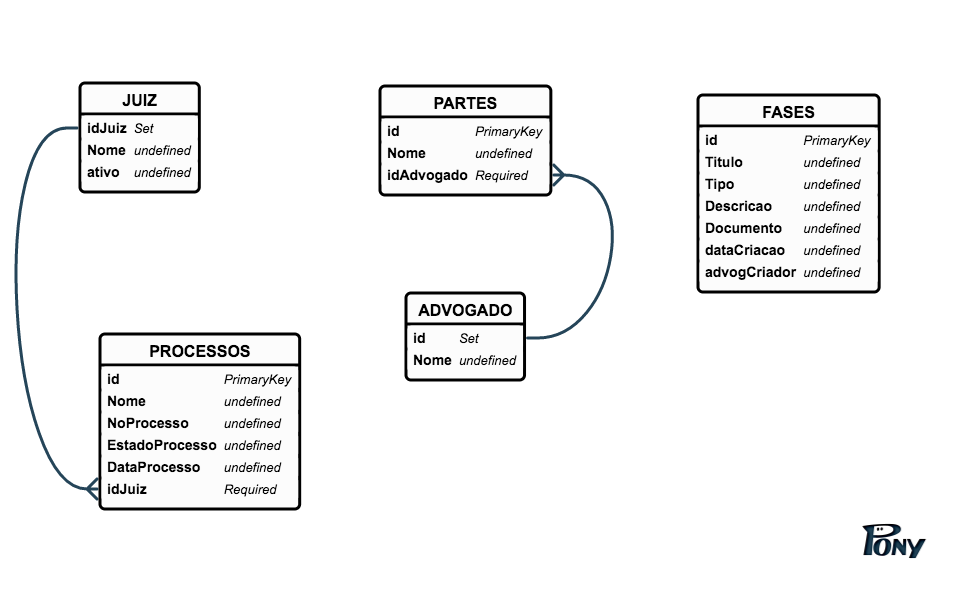 JUIZ
idJuiz Set
Nome undefined
ativo undefined
PARTES
id PrimaryKey
Nome undefined
idAdvogado Required
FASES
id PrimaryKey
Titulo undefined
Tipo undefined
Descricao undefined
Documento undefined
dataCriacao undefined
advogCriador undefined
ADVOGADO
id Set
Nome undefined
PROCESSOS
id PrimaryKey
Nome undefined
NoProcesso undefined
EstadoProcesso undefined
DataProcesso undefined
idJuiz Required
PONY